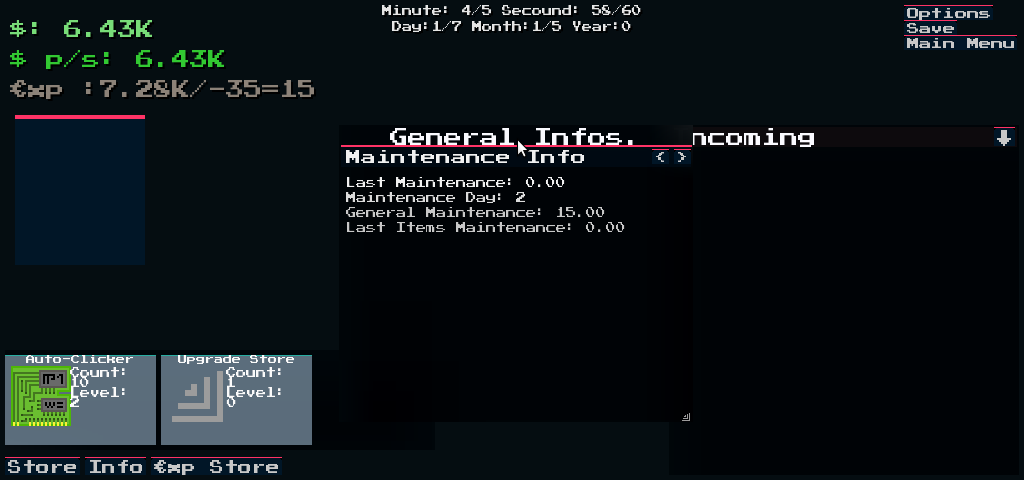 Minute: 4/5 Secound: 58/60
Day:1/7 Month:1/5 Year:0
Options
Save
Main Menu
$: 6.43K
$ p/s: 6.43K
€xp :7.28K/-35=15
General Infos.
ncoming
Maintenance Info
< >
Last Maintenance: 0.00
Maintenance Day: 2
General Maintenance: 15.00
Last Items Maintenance: 0.00
Auto-Clicker
Count:
10
Level:
2
Upgrade Store
Count:
1
Level:
0
Store Info €xp Store